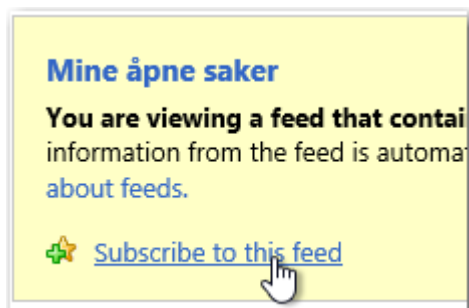 Mine åpne saker
You are viewing a feed that contai
information from the feed is automa
about feeds.
Subscribe to this feed